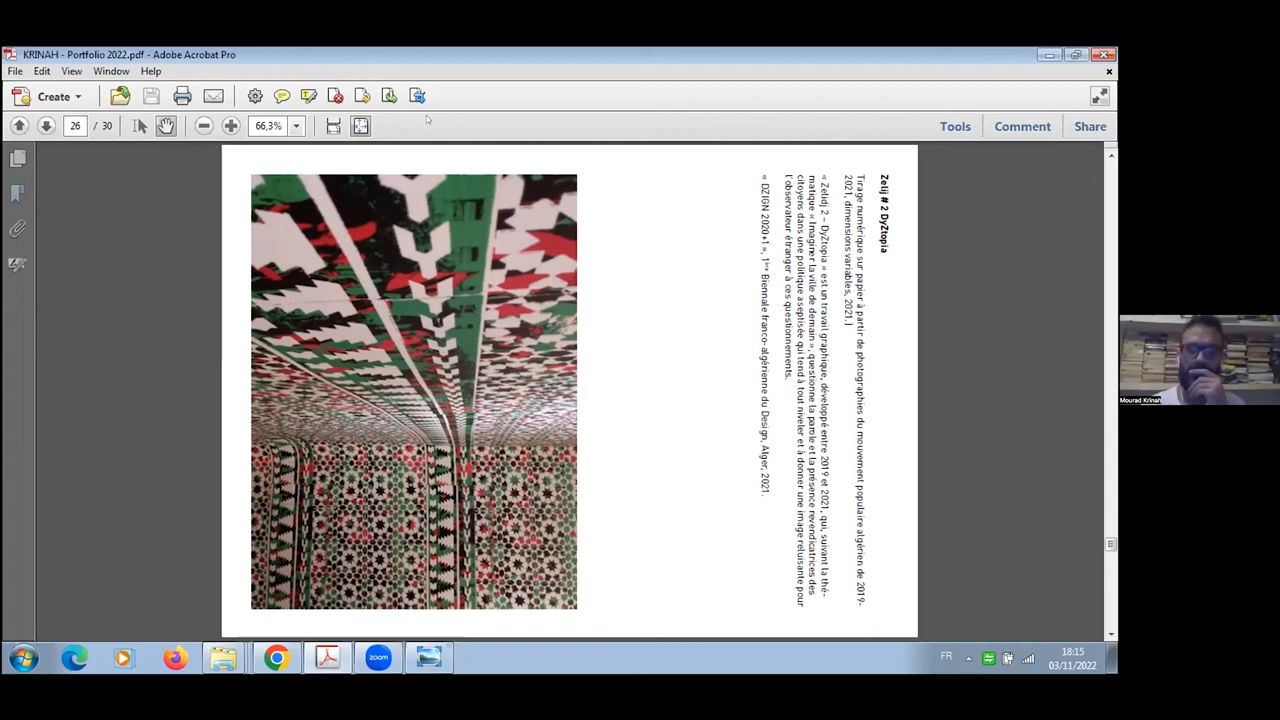 KRINAH - Portfolio 2022.pdf - Adobe Acrobat Pro
File Edit View Window Help
Create
26 / 30
66,3%
Tools Comment Share
Zelij # 2 DyZtopia
Tirage numérique sur papier à partir de photographies du mouvement populaire algérien de 2019-
2021, dimensions variables, 2021.)
« Zelidj 2 – DyZtopia » est un travail graphique, développé entre 2019 et 2021, qui, suivant la thé-
matique « Imaginer la ville de demain », questionne la parole et la présence revendicatrices des
citoyens dans une politique aseptisée qui tend à tout niveler et à donner une image reluisante pour
l'observateur étranger à ces questionnements.
« DZIGN 2020+1 », 1ère Biennale franco-algérienne du Design, Alger, 2021.
Mourad Krinah
zoom
FR
18:15
03/11/2022